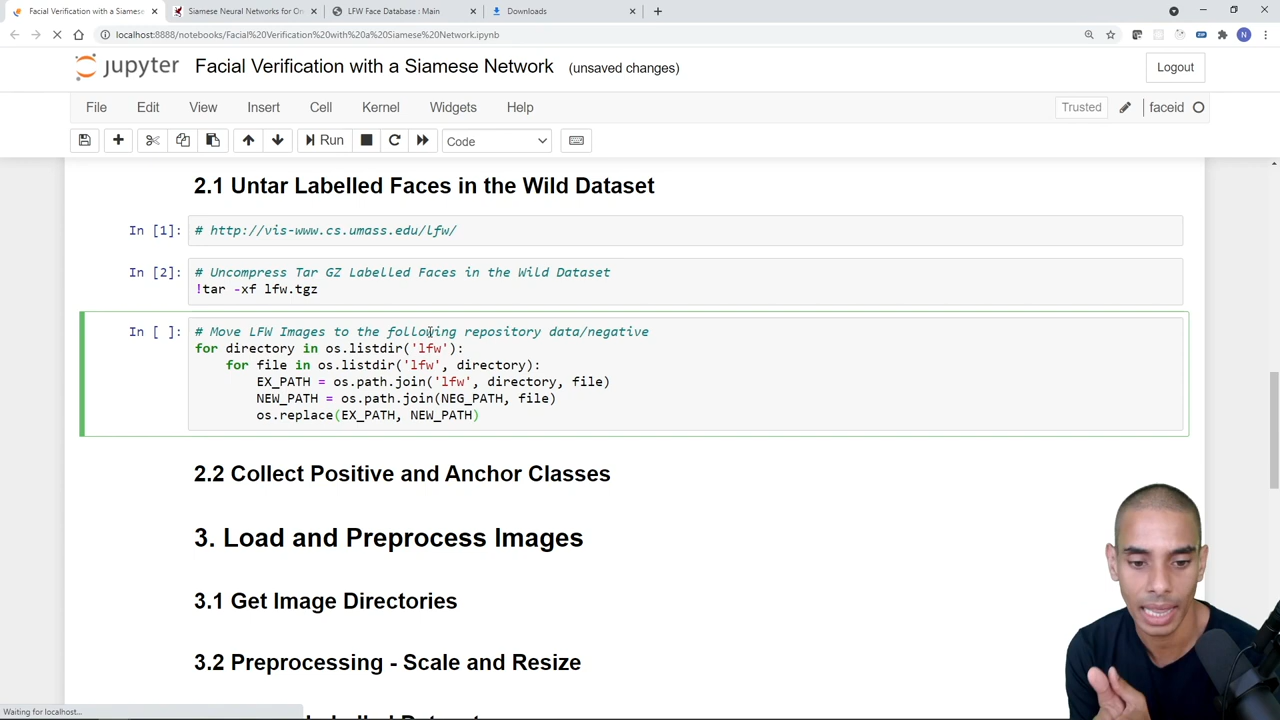 Facial Verification with a Siamese
Siamese Neural Networks for On
LFW Face Database : Main
Downloads
localhost:8888/notebooks/Facial%20Verification%20with%20a%20Siamese%20Network.ipynb
jupyter
Facial Verification with a Siamese Network (unsaved changes)
Logout
File Edit View Insert Cell Kernel Widgets Help
Trusted
faceid
Run
Code
2.1 Untar Labelled Faces in the Wild Dataset
In [1]: # http://vis-www.cs.umass.edu/lfw/
In [2]: # Uncompress Tar GZ Labelled Faces in the Wild Dataset
!tar -xf lfw.tgz
In [ ]: # Move LFW Images to the following repository data/negative
for directory in os.listdir('lfw'):
for file in os.listdir('lfw', directory):
EX_PATH = os.path.join('lfw', directory, file)
NEW_PATH = os.path.join(NEG_PATH, file)
os.replace(EX_PATH, NEW_PATH)
2.2 Collect Positive and Anchor Classes
3. Load and Preprocess Images
3.1 Get Image Directories
3.2 Preprocessing - Scale and Resize
Waiting for localhost...